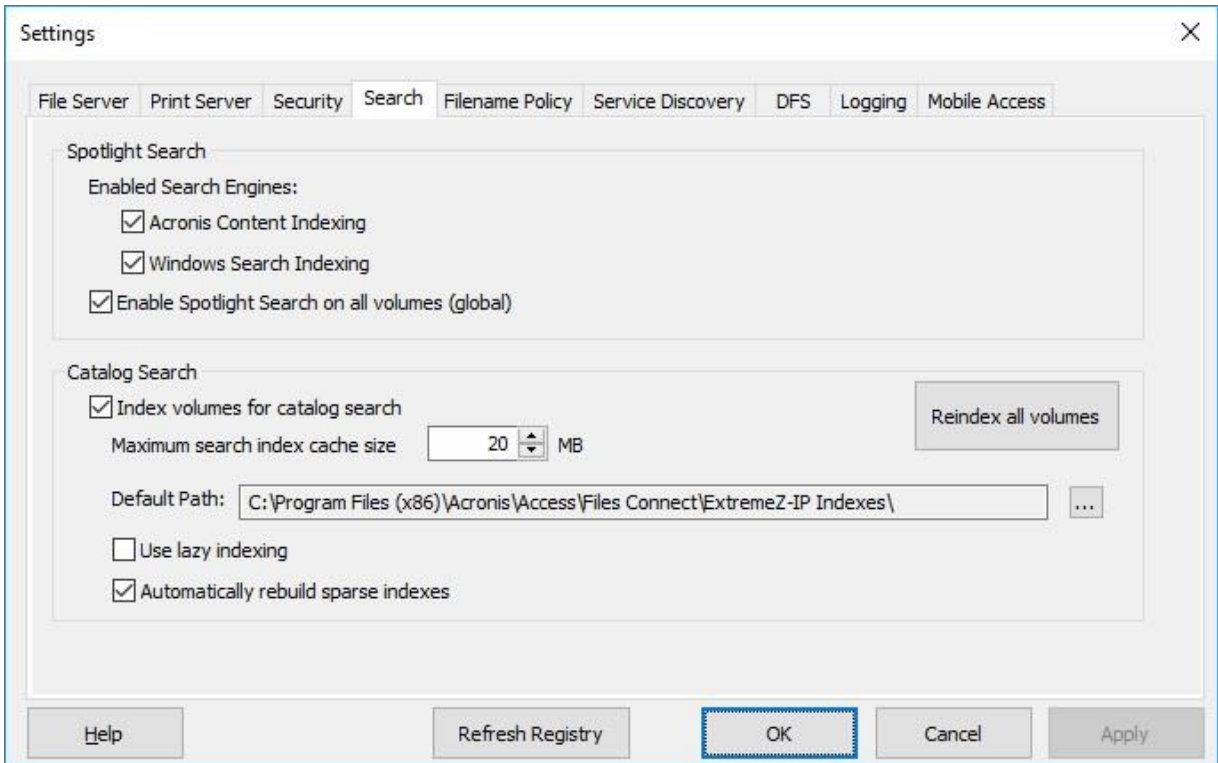 Settings
File Server Print Server Security Search Filename Policy Service Discovery DFS Logging Mobile Access
Spotlight Search
Enabled Search Engines:
Acronis Content Indexing
Windows Search Indexing
Enable Spotlight Search on all volumes (global)
Catalog Search
Index volumes for catalog search
Reindex all volumes
Maximum search index cache size 20 MB
Default Path: C:\Program Files (x86)\Acronis\Access\Files Connect\ExtremeZ-IP Indexes\ ...
Use lazy indexing
Automatically rebuild sparse indexes
Help Refresh Registry OK Cancel Apply